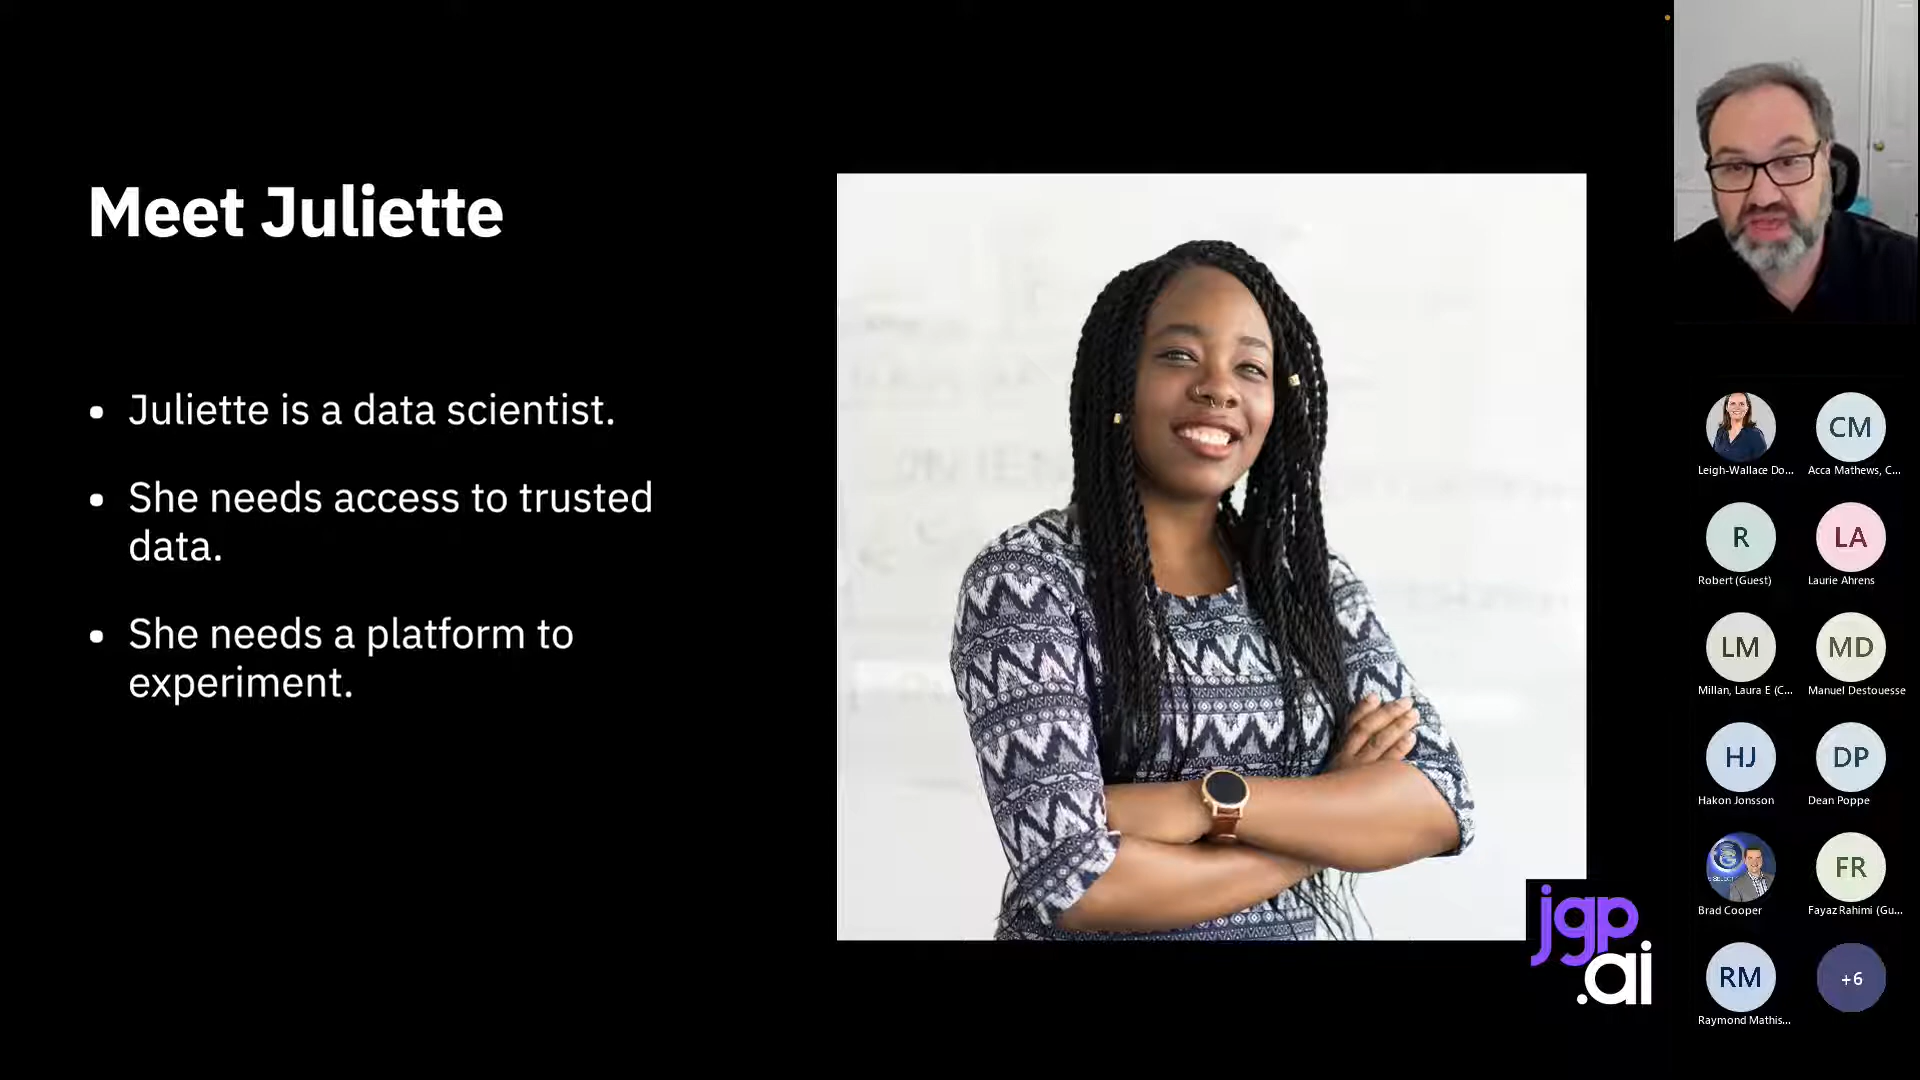 Meet Juliette
• Juliette is a data scientist.
• She needs access to trusted
data.
• She needs a platform to
experiment.
jgp
.ai
Leigh-Wallace Do...
CM
Acca Mathews, C...
R
Robert (Guest)
LA
Laurie Ahrens
LM
Millan, Laura E (C...
MD
Manuel Destouesse
HJ
Hakon Jonsson
DP
Dean Poppe
Brad Cooper
FR
Fayaz Rahimi (Gu...
RM
Raymond Mathis...
+6